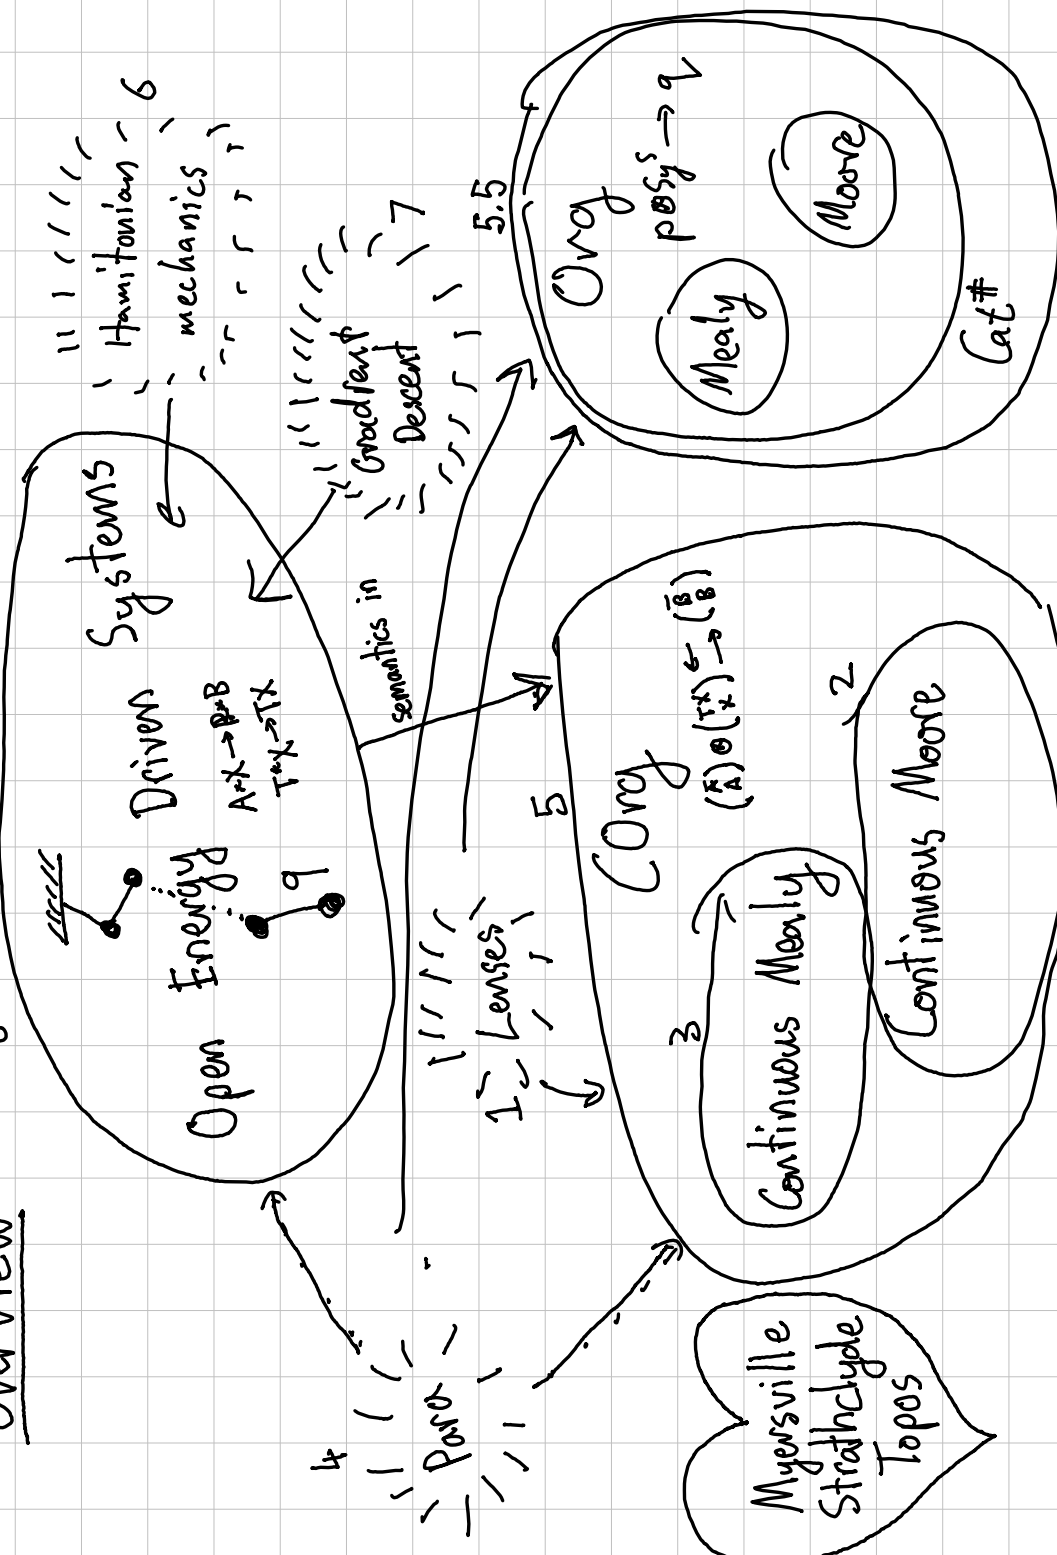 Overview
Open Energy Driven Systems
A×X → B×B
T*X → TX
q
Hamiltonian
mechanics
6
Gradient
Descent
7
semantics in
4
Para
1
Lenses
5
COrg
3
Continuous Mealy
2
Continuous Moore
5.5
Org
p⊗Sy^S → q
Mealy
Moore
Cat#
Myersville
Strathclyde
Topos